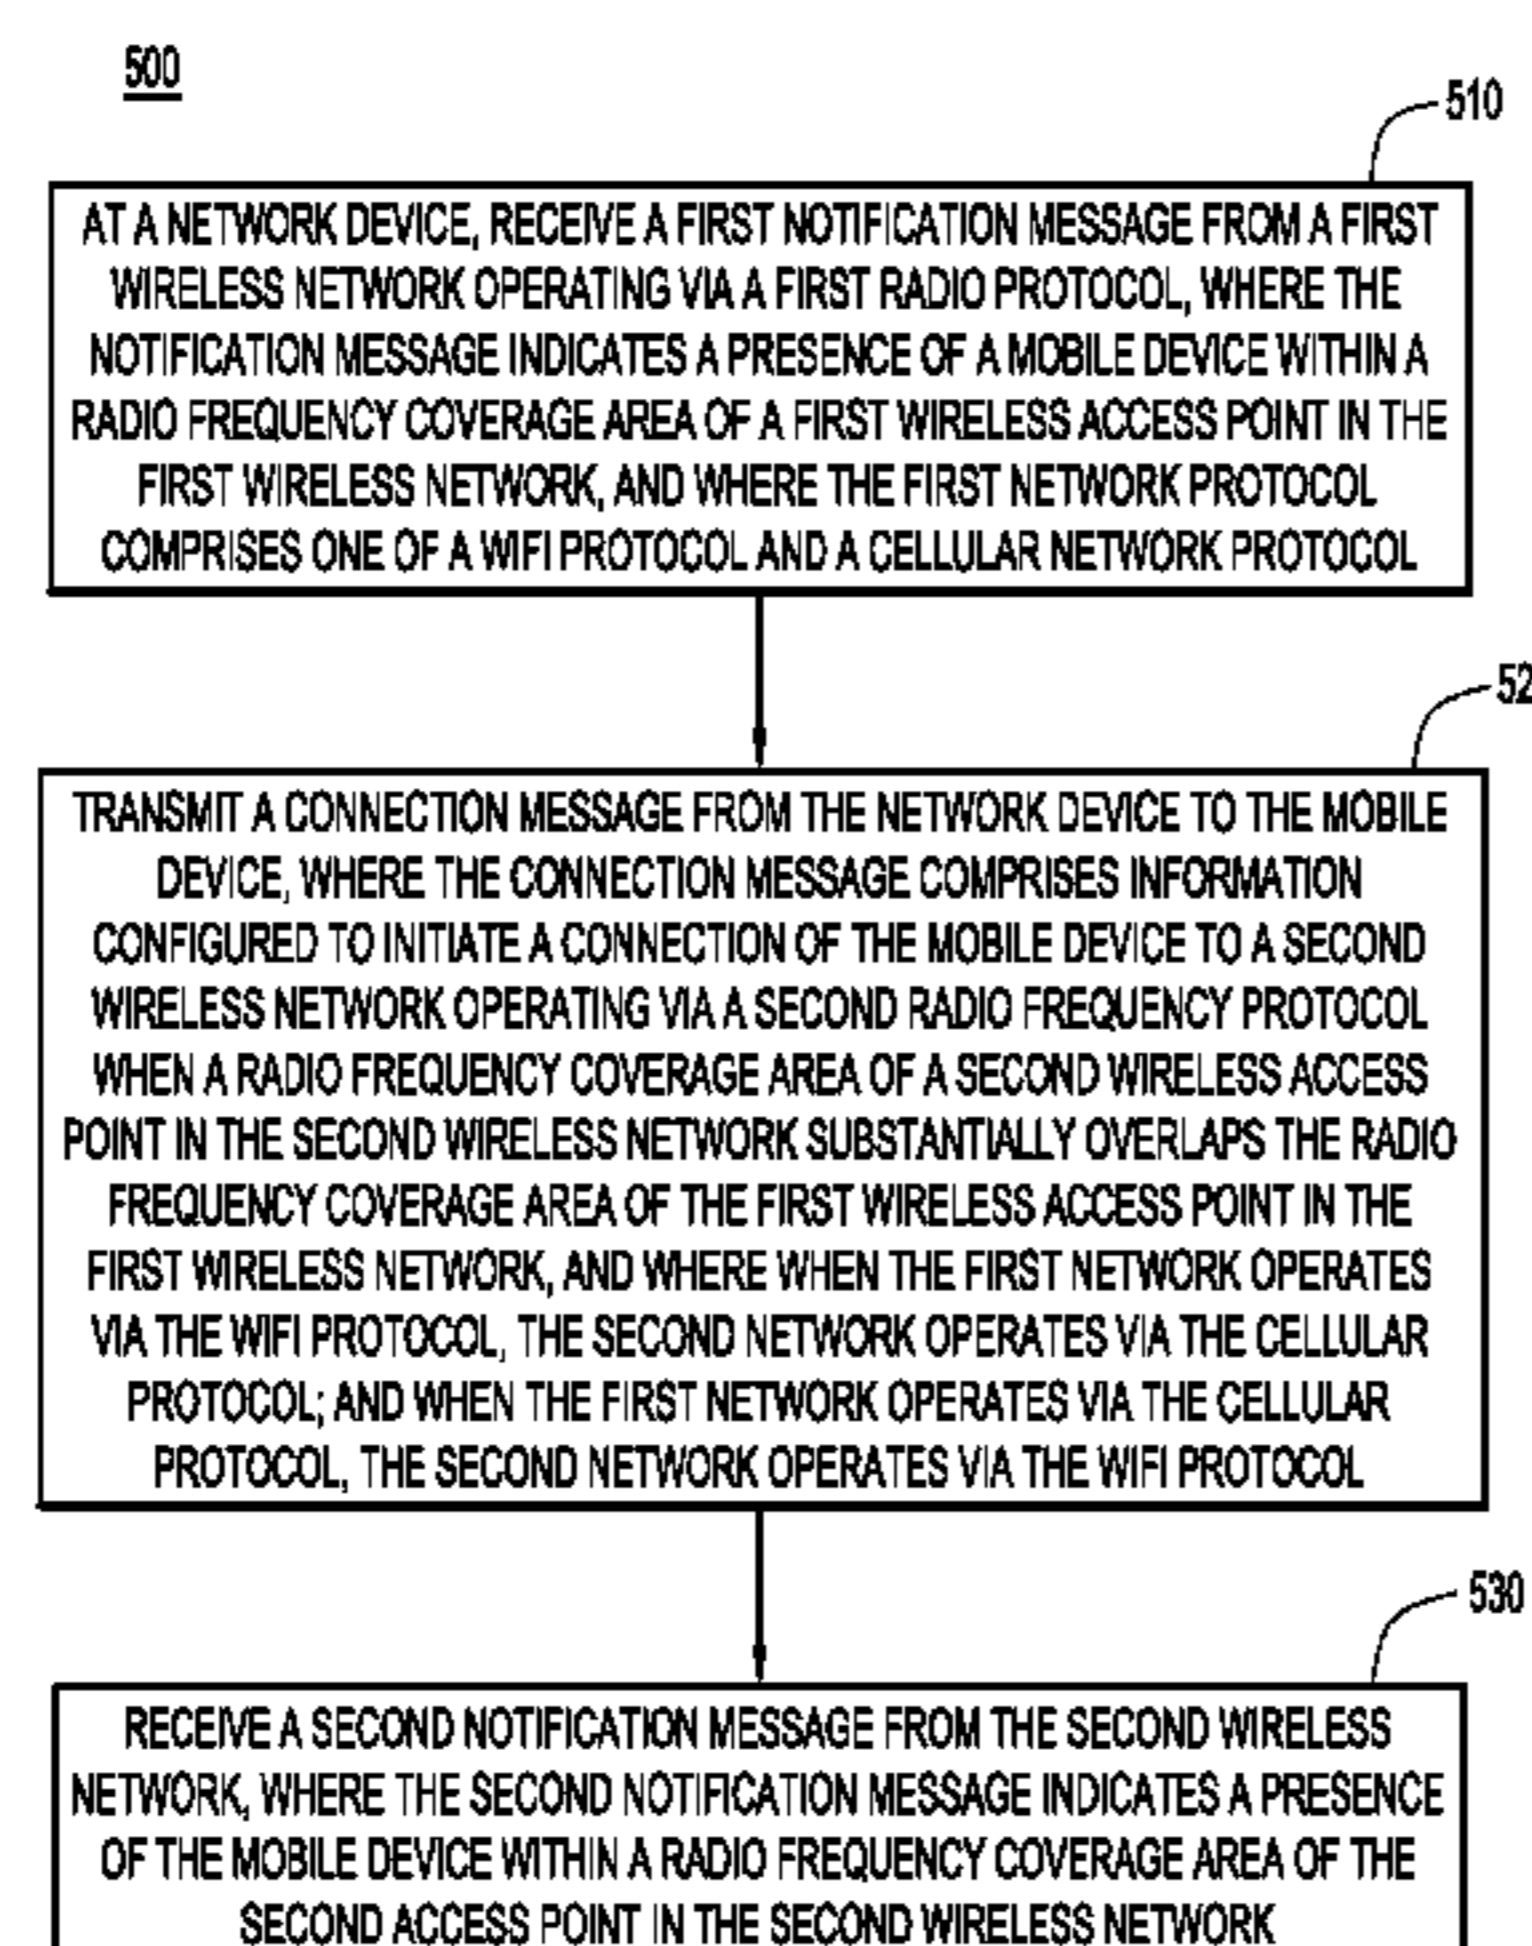 500
510
AT A NETWORK DEVICE, RECEIVE A FIRST NOTIFICATION MESSAGE FROM A FIRST
WIRELESS NETWORK OPERATING VIA A FIRST RADIO PROTOCOL, WHERE THE
NOTIFICATION MESSAGE INDICATES A PRESENCE OF A MOBILE DEVICE WITHIN A
RADIO FREQUENCY COVERAGE AREA OF A FIRST WIRELESS ACCESS POINT IN THE
FIRST WIRELESS NETWORK, AND WHERE THE FIRST NETWORK PROTOCOL
COMPRISES ONE OF A WIFI PROTOCOL AND A CELLULAR NETWORK PROTOCOL
52
TRANSMIT A CONNECTION MESSAGE FROM THE NETWORK DEVICE TO THE MOBILE
DEVICE, WHERE THE CONNECTION MESSAGE COMPRISES INFORMATION
CONFIGURED TO INITIATE A CONNECTION OF THE MOBILE DEVICE TO A SECOND
WIRELESS NETWORK OPERATING VIA A SECOND RADIO FREQUENCY PROTOCOL
WHEN A RADIO FREQUENCY COVERAGE AREA OF A SECOND WIRELESS ACCESS
POINT IN THE SECOND WIRELESS NETWORK SUBSTANTIALLY OVERLAPS THE RADIO
FREQUENCY COVERAGE AREA OF THE FIRST WIRELESS ACCESS POINT IN THE
FIRST WIRELESS NETWORK, AND WHERE WHEN THE FIRST NETWORK OPERATES
VIA THE WIFI PROTOCOL, THE SECOND NETWORK OPERATES VIA THE CELLULAR
PROTOCOL; AND WHEN THE FIRST NETWORK OPERATES VIA THE CELLULAR
PROTOCOL, THE SECOND NETWORK OPERATES VIA THE WIFI PROTOCOL
530
RECEIVE A SECOND NOTIFICATION MESSAGE FROM THE SECOND WIRELESS
NETWORK, WHERE THE SECOND NOTIFICATION MESSAGE INDICATES A PRESENCE
OF THE MOBILE DEVICE WITHIN A RADIO FREQUENCY COVERAGE AREA OF THE
SECOND ACCESS POINT IN THE SECOND WIRELESS NETWORK